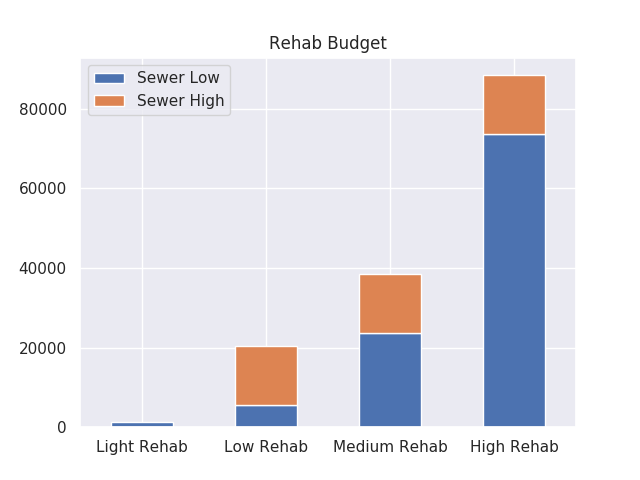 Rehab Budget
Sewer Low
Sewer High
80000
60000
40000
20000
0
Light Rehab
Low Rehab
Medium Rehab
High Rehab